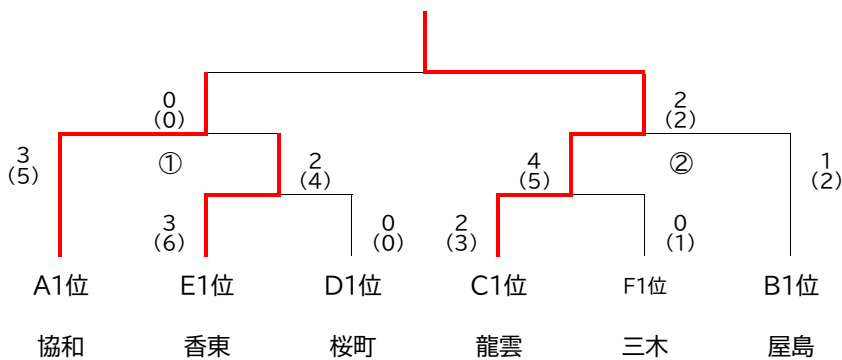 0 2
(0) (2)
3 ① 2 4 ② 1
(5) (4) (5) (2)
3 0 2 0
(6) (0) (3) (1)
A1位 E1位 D1位 C1位 F1位 B1位
協和 香東 桜町 龍雲 三木 屋島